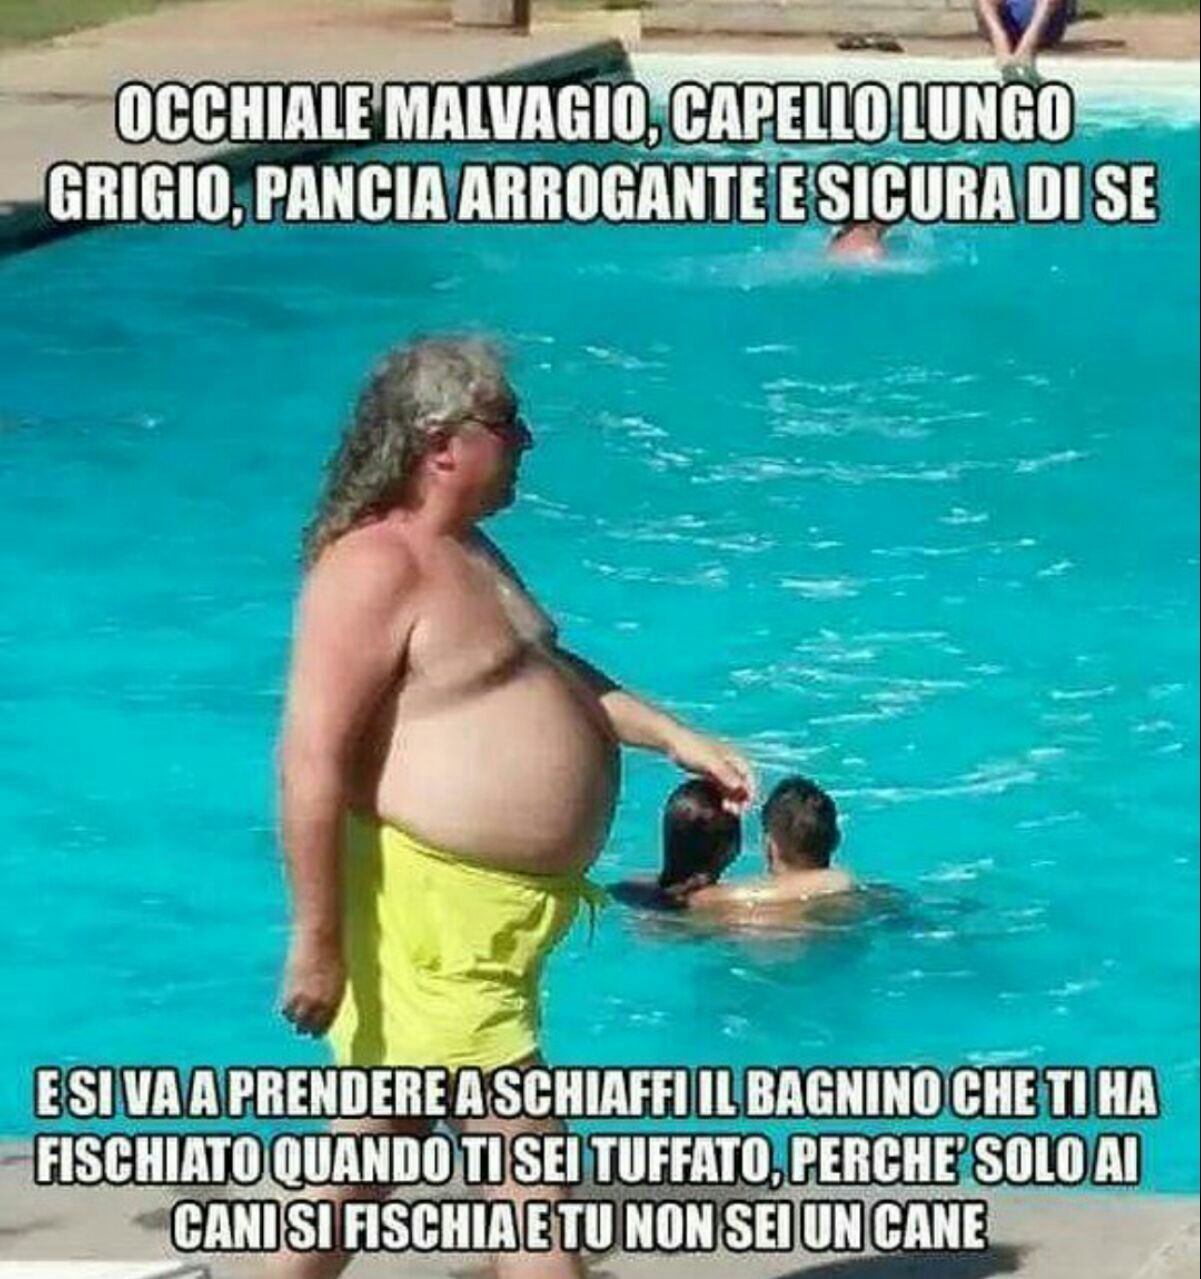 OCCHIALE MALVAGIO, CAPELLO LUNGO
GRIGIO, PANCIA ARROGANTE E SICURA DI SE
E SI VA A PRENDERE A SCHIAFFI IL BAGNINO CHE TI HA
FISCHIATO QUANDO TI SEI TUFFATO, PERCHE' SOLO AI
CANI SI FISCHIA E TU NON SEI UN CANE